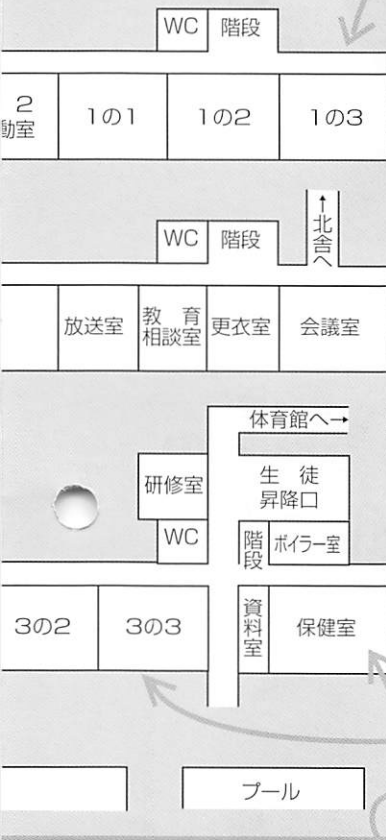 WC
階段
2
動室
1の1
1の2
1の3
↑北舎へ
WC
階段
放送室
教 育
相談室
更衣室
会議室
体育館へ→
研修室
生 徒
昇降口
WC
階段
ボイラー室
3の2
3の3
資料室
保健室
プール